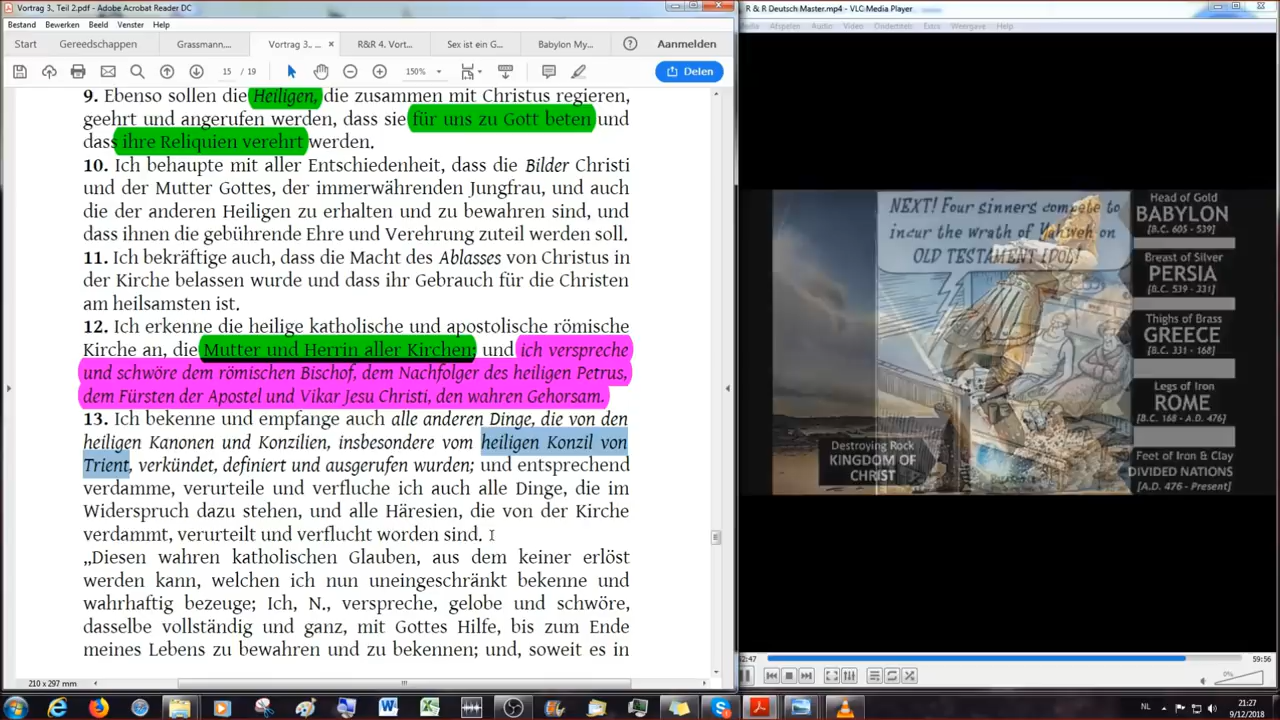 Vortrag 3., Teil 2.pdf - Adobe Acrobat Reader DC
Bestand Bewerken Beeld Venster Help
Start Gereedschappen Grassmann,... Vortrag 3,. ... × R&R 4. Vort... Sex ist ein G... Babylon My... Aanmelden
15 / 19 150% Delen
9. Ebenso sollen die Heiligen, die zusammen mit Christus regieren,
geehrt und angerufen werden, dass sie für uns zu Gott beten und
dass ihre Reliquien verehrt werden.
10. Ich behaupte mit aller Entschiedenheit, dass die Bilder Christi
und der Mutter Gottes, der immerwährenden Jungfrau, und auch
die der anderen Heiligen zu erhalten und zu bewahren sind, und
dass ihnen die gebührende Ehre und Verehrung zuteil werden soll.
11. Ich bekräftige auch, dass die Macht des Ablasses von Christus in
der Kirche belassen wurde und dass ihr Gebrauch für die Christen
am heilsamsten ist.
12. Ich erkenne die heilige katholische und apostolische römische
Kirche an, die Mutter und Herrin aller Kirchen; und ich verspreche
und schwöre dem römischen Bischof, dem Nachfolger des heiligen Petrus,
dem Fürsten der Apostel und Vikar Jesu Christi, den wahren Gehorsam.
13. Ich bekenne und empfange auch alle anderen Dinge, die von den
heiligen Kanonen und Konzilien, insbesondere vom heiligen Konzil von
Trient, verkündet, definiert und ausgerufen wurden; und entsprechend
verdamme, verurteile und verfluche ich auch alle Dinge, die im
Widerspruch dazu stehen, und alle Häresien, die von der Kirche
verdammt, verurteilt und verflucht worden sind.
„Diesen wahren katholischen Glauben, aus dem keiner erlöst
werden kann, welchen ich nun uneingeschränkt bekenne und
wahrhaftig bezeuge; Ich, N., verspreche, gelobe und schwöre,
dasselbe vollständig und ganz, mit Gottes Hilfe, bis zum Ende
meines Lebens zu bewahren und zu bekennen; und, soweit es in
210 x 297 mm
R & R Deutsch Master.mp4 - VLC Media Player
Media Afspelen Audio Video Ondertitels Extra Weergave Hulp
NEXT! Four sinners compete to
incur the wrath of Yahweh on
OLD TESTAMENT IDOL!
Head of Gold
BABYLON
[B.C. 605 - 539]
Breast of Silver
PERSIA
[B.C. 539 - 331]
Thighs of Brass
GREECE
[B.C. 331 - 168]
Legs of Iron
ROME
[B.C. 168 - A.D. 476]
Feet of Iron & Clay
DIVIDED NATIONS
[A.D. 476 - Present]
Destroying Rock
KINGDOM OF
CHRIST
59:56
0%
NL
21:27
9/12/2018